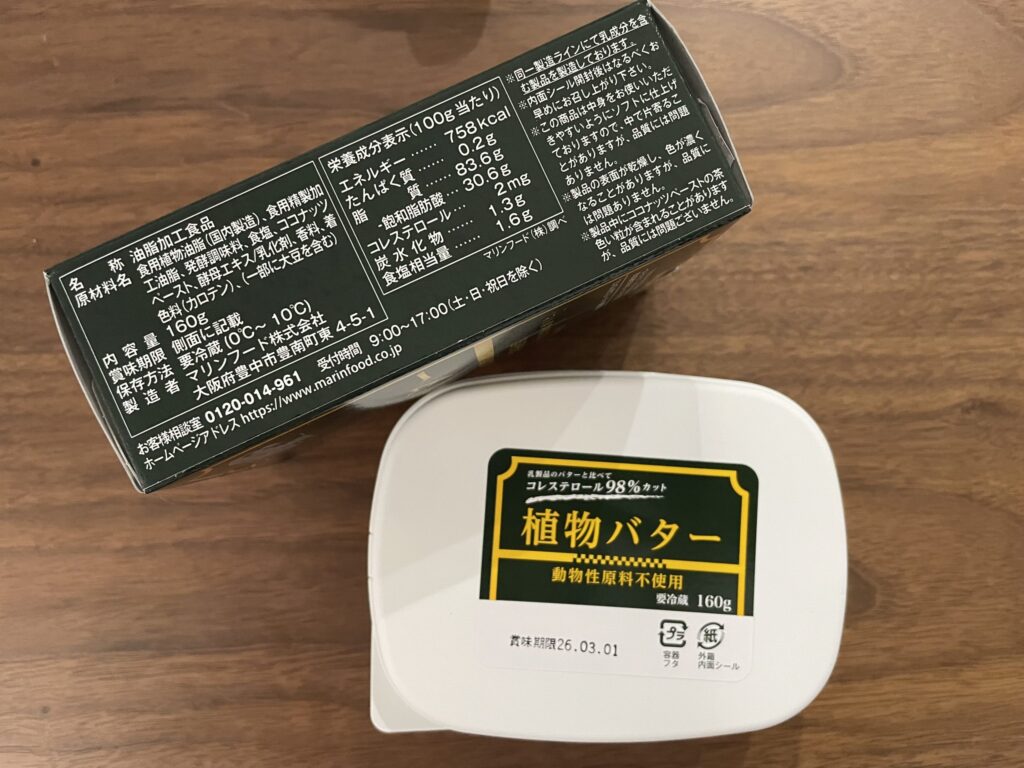 名　称 油脂加工食品
原材料名 食用植物油脂(国内製造)、食用精製加
工油脂、発酵調味料、食塩、ココナッツ
ペースト、酵母エキス/乳化剤、香料、着
色料(カロテン)、(一部に大豆を含む)
内容量 160g
賞味期限 側面に記載
保存方法 要冷蔵(0℃～10℃)
製造者 マリンフード株式会社
大阪府豊中市豊南町東 4-5-1
お客様相談室 0120-014-961 受付時間 9:00~17:00(土・日・祝日を除く)
ホームページアドレス https://www.marinfood.co.jp
栄養成分表示(100g当たり)
エネルギー …… 758kcal
たんぱく質 …… 0.2g
脂質 …… 83.6g
-飽和脂肪酸 … 30.6g
コレステロール … 2mg
炭水化物 …… 1.3g
食塩相当量 …… 1.6g
マリンフード(株)調べ
※同一製造ラインにて乳成分を含
む製品を製造しております。
※内面シール開封後はなるべくお
早めにお召し上がり下さい。
※この商品は中身をお使いいただ
きやすいようにソフトに仕上げ
ておりますので、中で片寄るこ
とがありますが、品質には問題
ありません。
※製品の表面が乾燥し、色が濃く
なることがありますが、品質に
は問題ありません。
※製品中にココナッツペーストの茶
色い粒が含まれることがあります
が、品質には問題ございません。
乳製品のバターと比べて
コレステロール98%カット
植物バター
動物性原料不使用
要冷蔵 160g
賞味期限26.03.01
プラ
容器
フタ
紙
外箱
内面シール